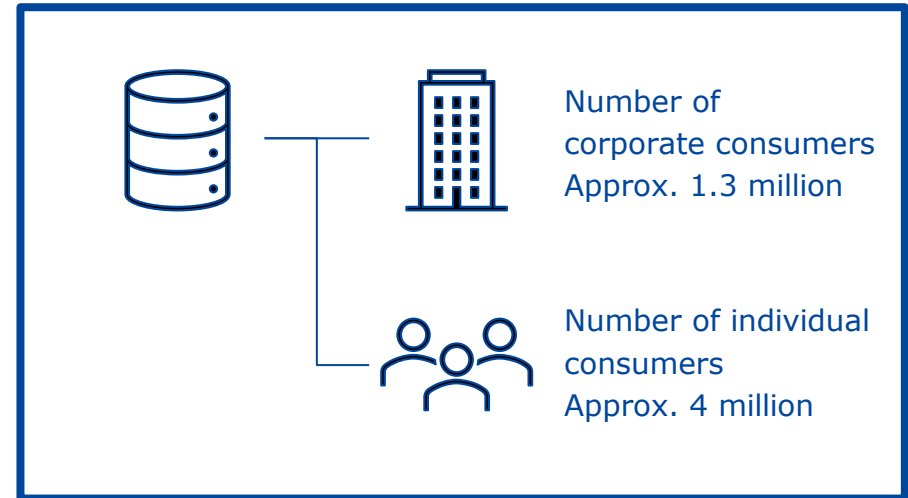 Number of
corporate consumers
Approx. 1.3 million
Number of individual
consumers
Approx. 4 million